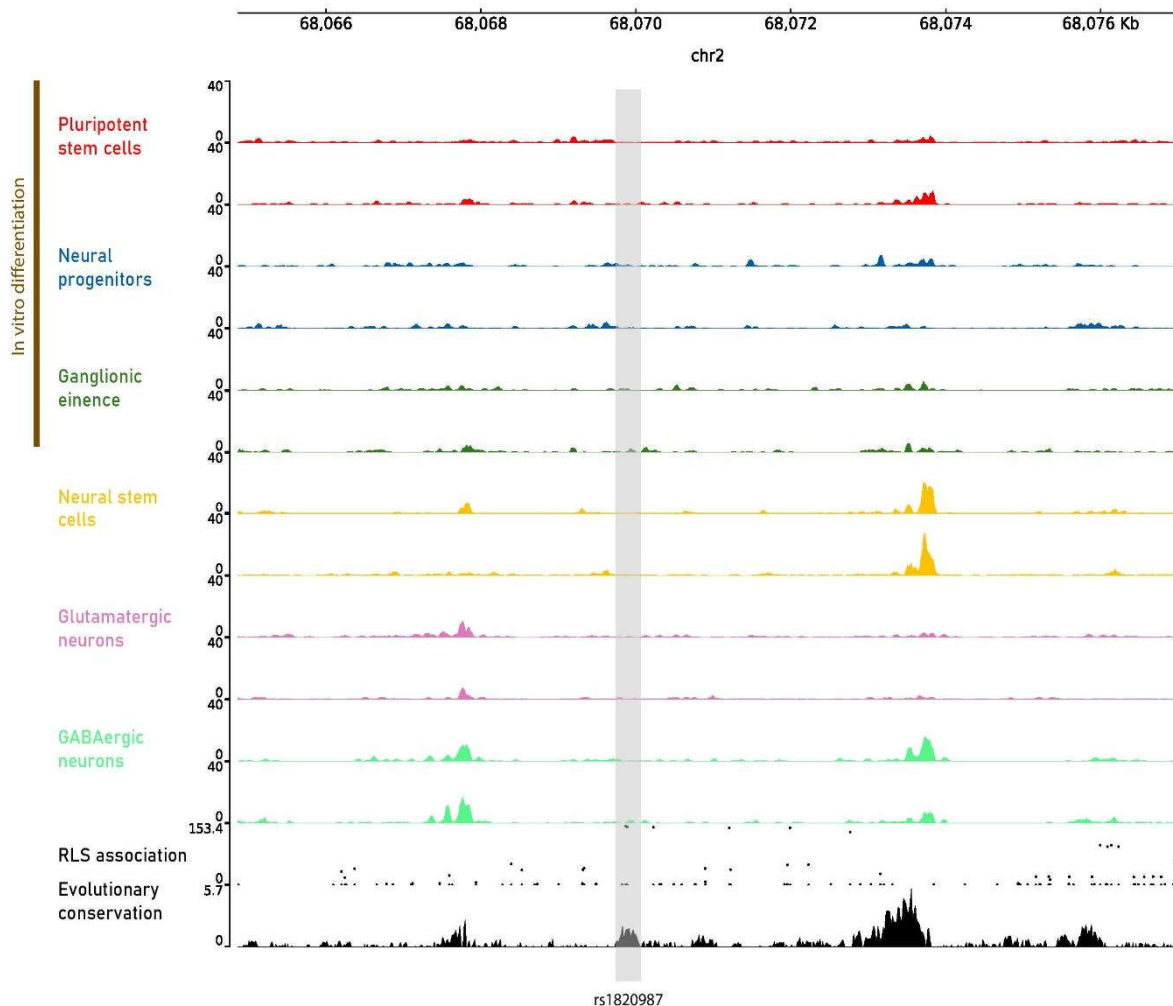 68,066 68,068 68,070 68,072 68,074 68,076 Kb
chr2
In vitro differentiation
40
Pluripotent
stem cells
0
40
0
40
Neural
progenitors
0
40
0
40
Ganglionic
einence
0
40
0
40
Neural stem
cells
0
40
0
40
Glutamatergic
neurons
0
40
0
40
GABAergic
neurons
0
40
0
153.4
RLS association
0
5.7
Evolutionary
conservation
0
rs1820987